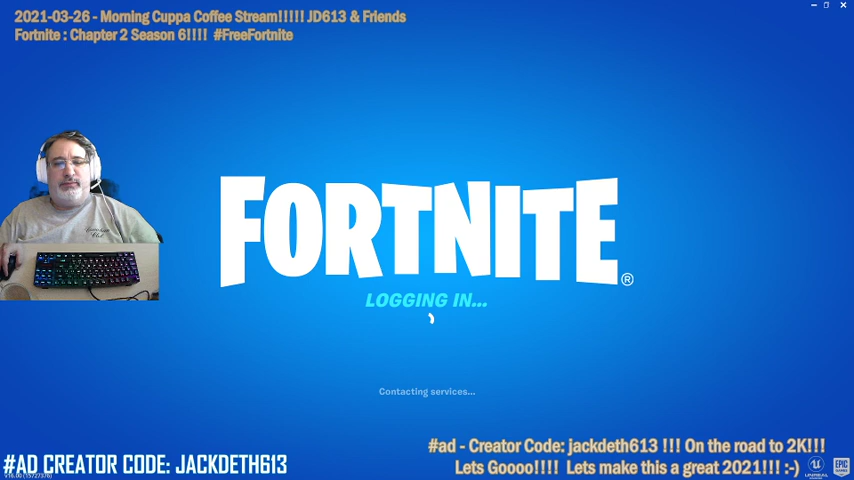 2021-03-26 - Morning Cuppa Coffee Stream!!!!! JD613 & Friends
Fortnite : Chapter 2 Season 6!!!! #FreeFortnite
FORTNITE®
LOGGING IN...
Contacting services...
#ad - Creator Code: jackdeth613 !!! On the road to 2K!!!
#AD CREATOR CODE: JACKDETH613
Lets Goooo!!!! Lets make this a great 2021!!! :-)
UNREAL
EPIC